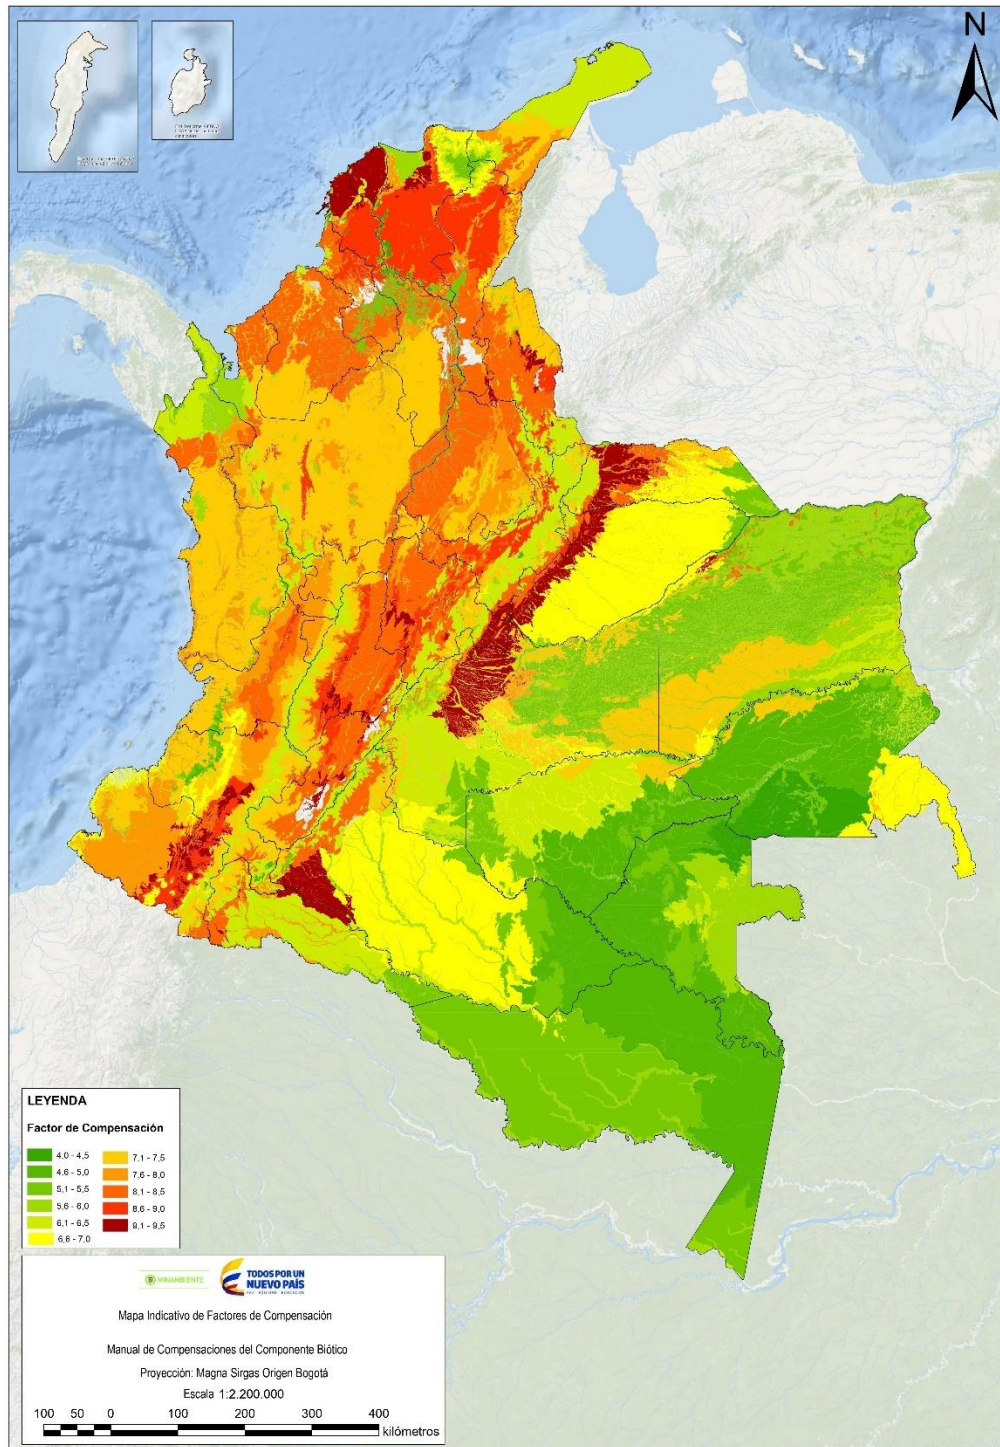 N
LEYENDA
Factor de Compensación
4,0 - 4,5
4,6 - 5,0
5,1 - 5,5
5,6 - 6,0
6,1 - 6,5
6,6 - 7,0
7,1 - 7,5
7,6 - 8,0
8,1 - 8,5
8,6 - 9,0
9,1 - 9,5
MINAMBIENTE
TODOS POR UN
NUEVO PAÍS
PAZ EQUIDAD EDUCACIÓN
Mapa Indicativo de Factores de Compensación
Manual de Compensaciones del Componente Biótico
Proyección: Magna Sirgas Origen Bogotá
Escala 1:2.200.000
100 50 0 100 200 300 400
kilómetros